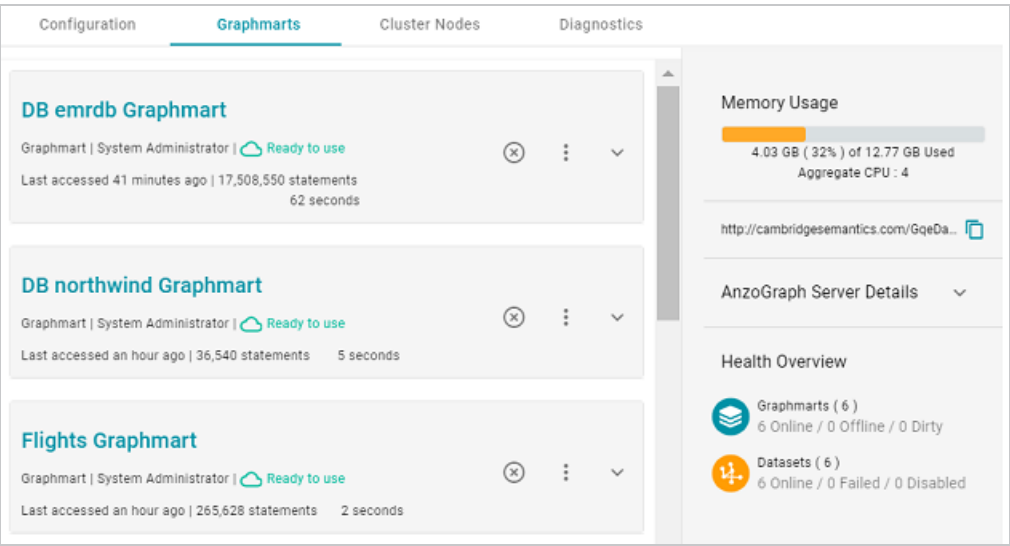 Configuration Graphmarts Cluster Nodes Diagnostics
DB emrdb Graphmart
Graphmart | System Administrator | Ready to use
Last accessed 41 minutes ago | 17,508,550 statements
62 seconds
DB northwind Graphmart
Graphmart | System Administrator | Ready to use
Last accessed an hour ago | 36,540 statements 5 seconds
Flights Graphmart
Graphmart | System Administrator | Ready to use
Last accessed an hour ago | 265,628 statements 2 seconds
Memory Usage
4.03 GB ( 32% ) of 12.77 GB Used
Aggregate CPU : 4
http://cambridgesemantics.com/GqeDa...
AnzoGraph Server Details
Health Overview
Graphmarts ( 6 )
6 Online / 0 Offline / 0 Dirty
Datasets ( 6 )
6 Online / 0 Failed / 0 Disabled